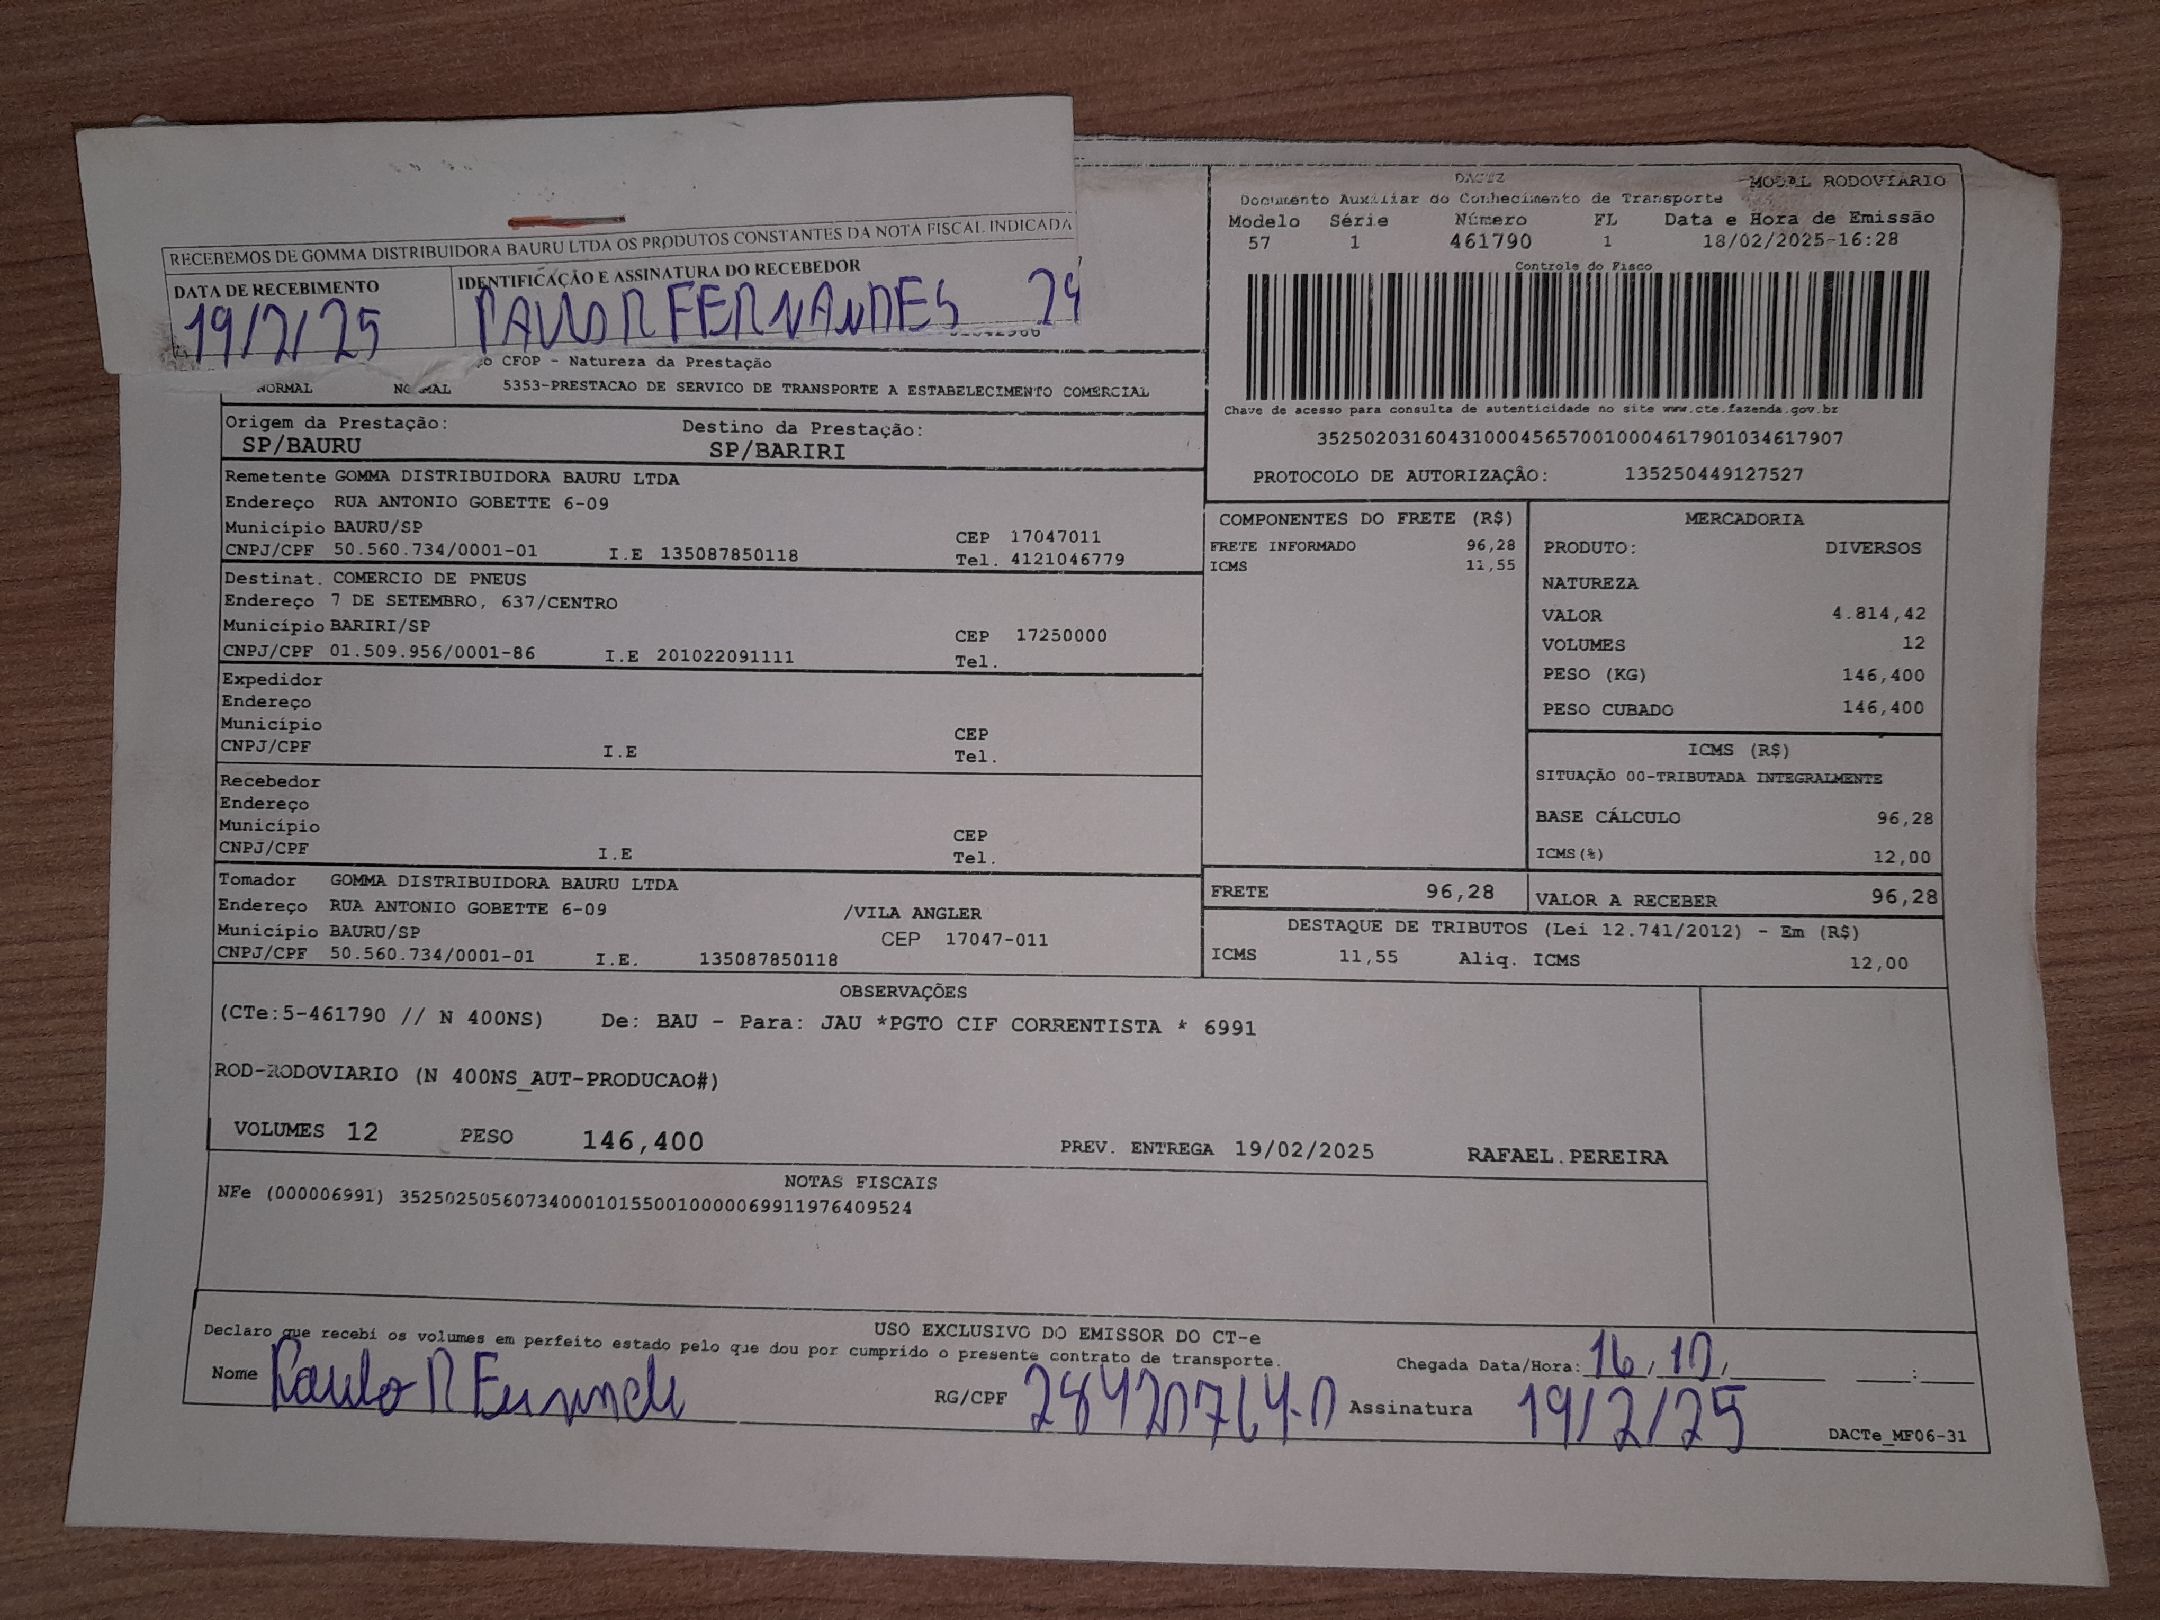 RECEBEMOS DE GOMMA DISTRIBUIDORA BAURU LTDA OS PRODUTOS CONSTANTES DA NOTA FISCAL INDICADA
DATA DE RECEBIMENTO IDENTIFICAÇÃO E ASSINATURA DO RECEBEDOR
19/2/25 PAULO R FERNANDES
CFOP - Natureza da Prestação
NORMAL NORMAL 5353-PRESTACAO DE SERVICO DE TRANSPORTE A ESTABELECIMENTO COMERCIAL
Origem da Prestação: Destino da Prestação:
SP/BAURU SP/BARIRI
Remetente GOMMA DISTRIBUIDORA BAURU LTDA
Endereço RUA ANTONIO GOBETTE 6-09
Município BAURU/SP CEP 17047011
CNPJ/CPF 50.560.734/0001-01 I.E 135087850118 Tel. 4121046779
Destinat. COMERCIO DE PNEUS
Endereço 7 DE SETEMBRO, 637/CENTRO
Município BARIRI/SP CEP 17250000
CNPJ/CPF 01.509.956/0001-86 I.E 201022091111 Tel.
Expedidor
Endereço
Município CEP
CNPJ/CPF I.E Tel.
Recebedor
Endereço
Município CEP
CNPJ/CPF I.E Tel.
Tomador GOMMA DISTRIBUIDORA BAURU LTDA
Endereço RUA ANTONIO GOBETTE 6-09 /VILA ANGLER
Município BAURU/SP CEP 17047-011
CNPJ/CPF 50.560.734/0001-01 I.E. 135087850118
DACTE MODAL RODOVIARIO
Documento Auxiliar do Conhecimento de Transporte
Modelo Série Número FL Data e Hora de Emissão
57 1 461790 1 18/02/2025-16:28
Controle do Fisco
Chave de acesso para consulta de autenticidade no site www.cte.fazenda.gov.br
35250203160431000456570010004617901034617907
PROTOCOLO DE AUTORIZAÇÃO: 135250449127527
COMPONENTES DO FRETE (R$)
FRETE INFORMADO 96,28
ICMS 11,55
MERCADORIA
PRODUTO: DIVERSOS
NATUREZA
VALOR 4.814,42
VOLUMES 12
PESO (KG) 146,400
PESO CUBADO 146,400
ICMS (R$)
SITUAÇÃO 00-TRIBUTADA INTEGRALMENTE
BASE CÁLCULO 96,28
ICMS(%) 12,00
FRETE 96,28 VALOR A RECEBER 96,28
DESTAQUE DE TRIBUTOS (Lei 12.741/2012) - Em (R$)
ICMS 11,55 Aliq. ICMS 12,00
OBSERVAÇÕES
(CTe:5-461790 // N 400NS) De: BAU - Para: JAU *PGTO CIF CORRENTISTA * 6991
ROD-RODOVIARIO (N 400NS_AUT-PRODUCAO#)
VOLUMES 12 PESO 146,400 PREV. ENTREGA 19/02/2025 RAFAEL.PEREIRA
NOTAS FISCAIS
NFe (000006991) 35250250560734000101550010000069911976409524
USO EXCLUSIVO DO EMISSOR DO CT-e
Declaro que recebi os volumes em perfeito estado pelo que dou por cumprido o presente contrato de transporte.
Nome Paulo R RG/CPF Chegada Data/Hora: 16,10,
Assinatura 19/2/25
DACTe_MF06-31